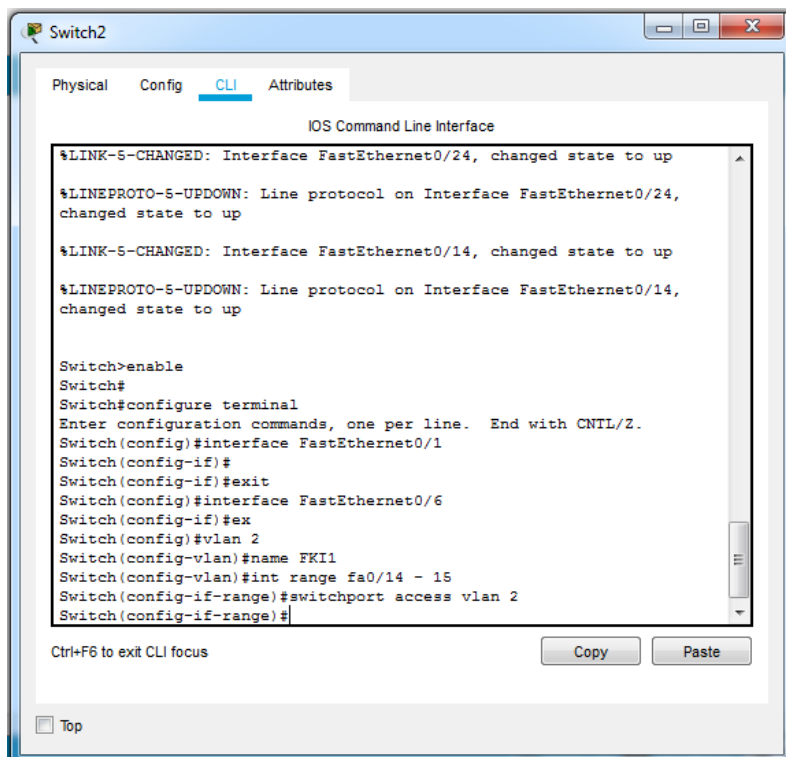 Switch2
Physical Config CLI Attributes
IOS Command Line Interface
%LINK-5-CHANGED: Interface FastEthernet0/24, changed state to up
%LINEPROTO-5-UPDOWN: Line protocol on Interface FastEthernet0/24,
changed state to up
%LINK-5-CHANGED: Interface FastEthernet0/14, changed state to up
%LINEPROTO-5-UPDOWN: Line protocol on Interface FastEthernet0/14,
changed state to up
Switch>enable
Switch#
Switch#configure terminal
Enter configuration commands, one per line.  End with CNTL/Z.
Switch(config)#interface FastEthernet0/1
Switch(config-if)#
Switch(config-if)#exit
Switch(config)#interface FastEthernet0/6
Switch(config-if)#ex
Switch(config)#vlan 2
Switch(config-vlan)#name FKI1
Switch(config-vlan)#int range fa0/14 - 15
Switch(config-if-range)#switchport access vlan 2
Switch(config-if-range)#
Ctrl+F6 to exit CLI focus Copy Paste
Top